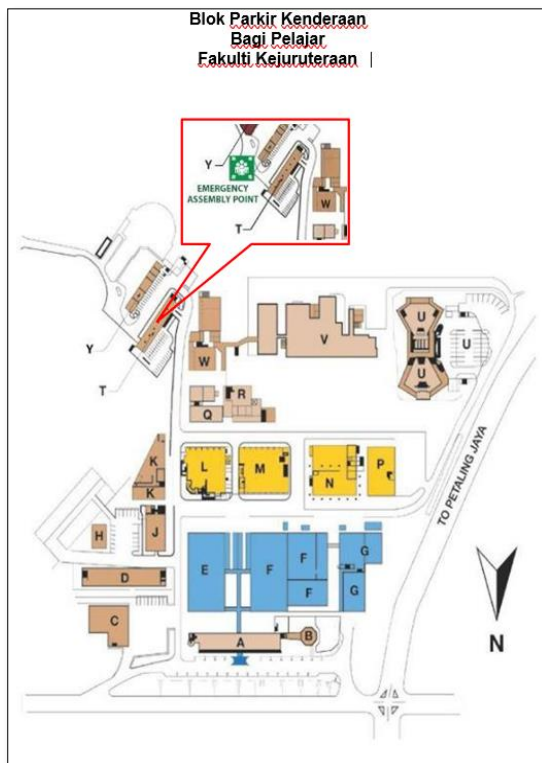 Blok Parkir Kenderaan
Bagi Pelajar
Fakulti Kejuruteraan
Y
EMERGENCY
ASSEMBLY POINT
W
T
Y
T
W
V
U
U
U
R
Q
K
K
L
M
N
P
TO PETALING JAYA
H
J
D
E
F
F
F
G
G
C
A
B
N